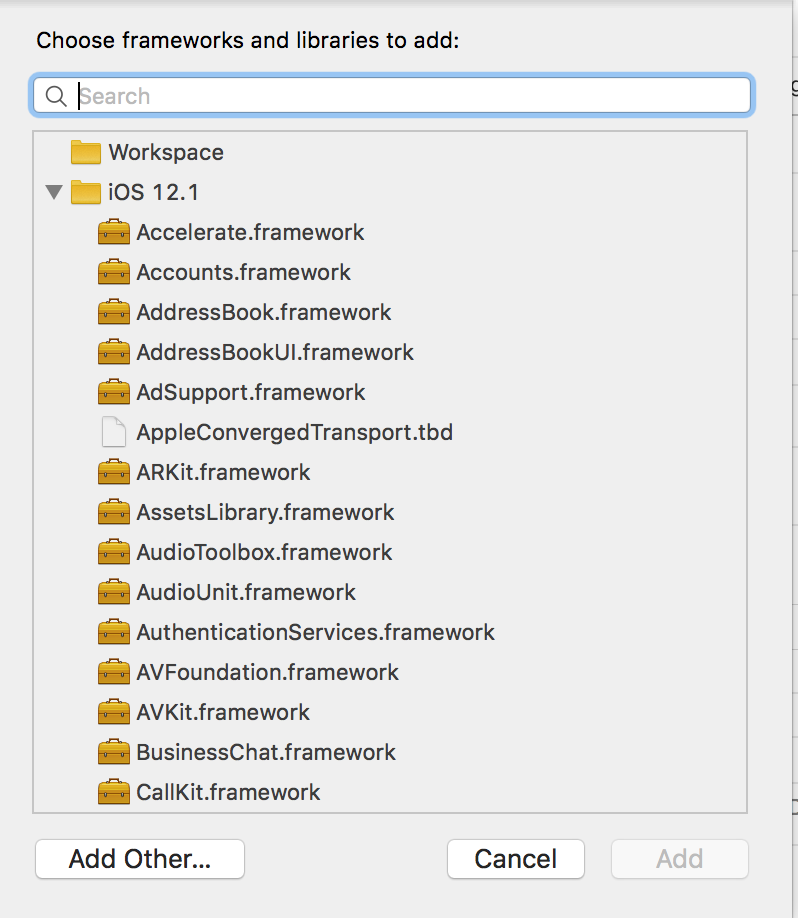 Choose frameworks and libraries to add:
Search
Workspace
iOS 12.1
Accelerate.framework
Accounts.framework
AddressBook.framework
AddressBookUI.framework
AdSupport.framework
AppleConvergedTransport.tbd
ARKit.framework
AssetsLibrary.framework
AudioToolbox.framework
AudioUnit.framework
AuthenticationServices.framework
AVFoundation.framework
AVKit.framework
BusinessChat.framework
CallKit.framework
Add Other...
Cancel
Add